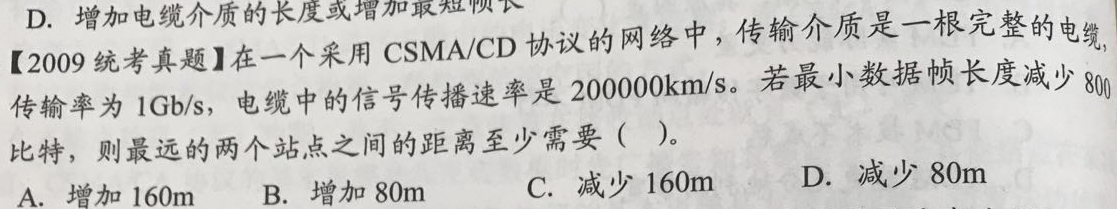 D. 增加电缆介质的长度或增加最短帧长
【2009 统考真题】在一个采用 CSMA/CD 协议的网络中，传输介质是一根完整的电缆,
传输率为 1Gb/s，电缆中的信号传播速率是 200000km/s。若最小数据帧长度减少 800
比特，则最远的两个站点之间的距离至少需要（ ）。
A. 增加 160m B. 增加 80m C. 减少 160m D. 减少 80m